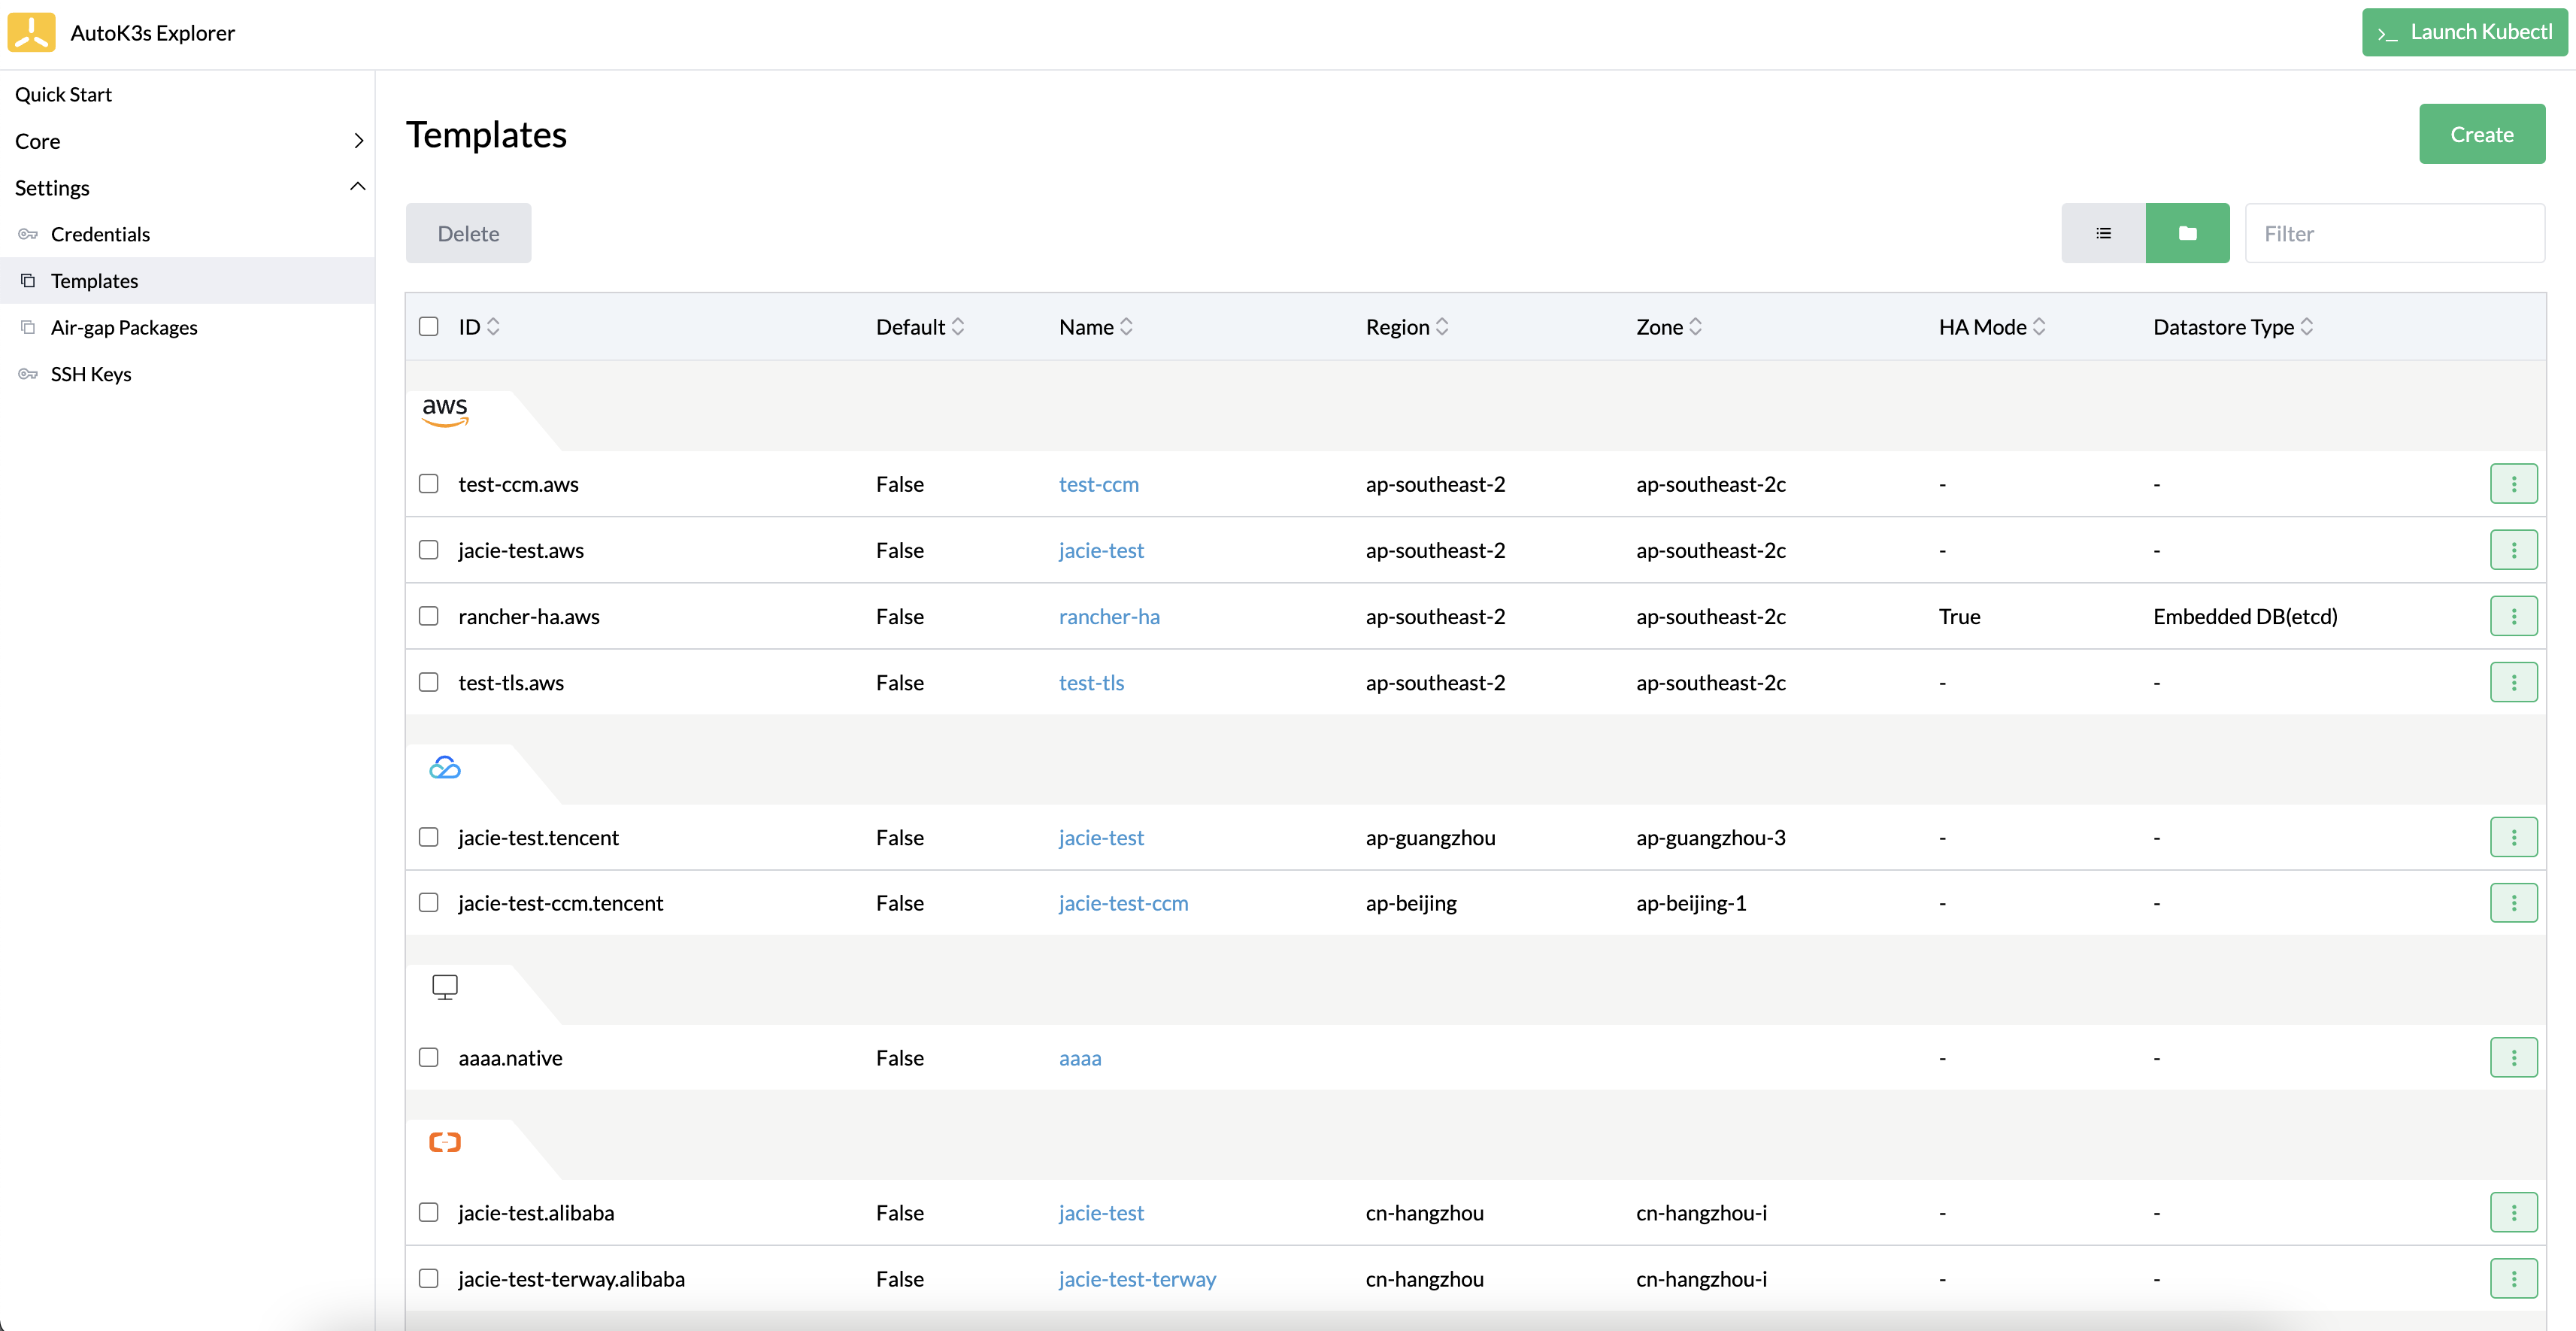 AutoK3s Explorer
>_ Launch Kubectl
Quick Start
Core
Settings
Credentials
Templates
Air-gap Packages
SSH Keys
Templates
Create
Delete
Filter
ID Default Name Region Zone HA Mode Datastore Type
aws
test-ccm.aws False test-ccm ap-southeast-2 ap-southeast-2c - -
jacie-test.aws False jacie-test ap-southeast-2 ap-southeast-2c - -
rancher-ha.aws False rancher-ha ap-southeast-2 ap-southeast-2c True Embedded DB(etcd)
test-tls.aws False test-tls ap-southeast-2 ap-southeast-2c - -
jacie-test.tencent False jacie-test ap-guangzhou ap-guangzhou-3 - -
jacie-test-ccm.tencent False jacie-test-ccm ap-beijing ap-beijing-1 - -
aaaa.native False aaaa - -
jacie-test.alibaba False jacie-test cn-hangzhou cn-hangzhou-i - -
jacie-test-terway.alibaba False jacie-test-terway cn-hangzhou cn-hangzhou-i - -